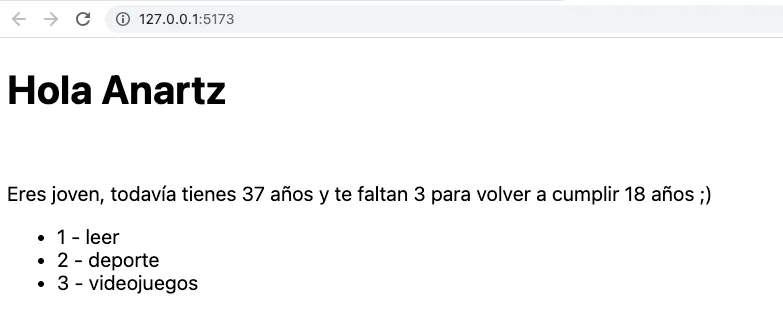 127.0.0.1:5173
Hola Anartz
Eres joven, todavía tienes 37 años y te faltan 3 para volver a cumplir 18 años ;)
• 1 - leer
• 2 - deporte
• 3 - videojuegos